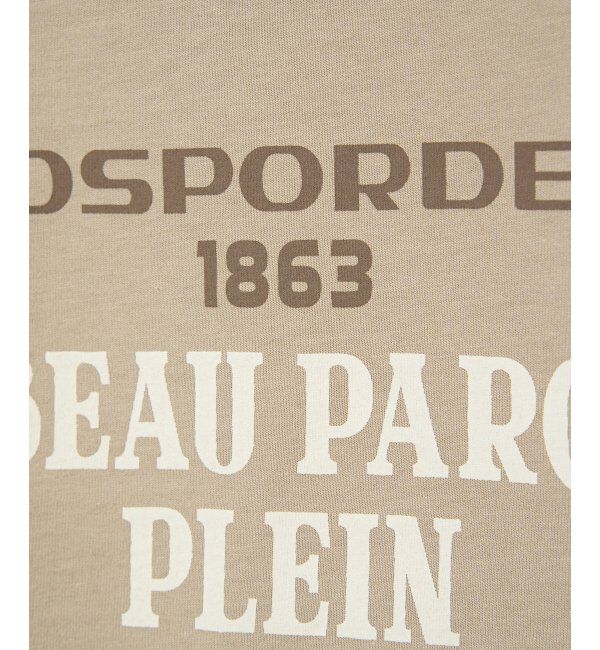 OSPORDE
1863
BEAU PARC
PLEIN